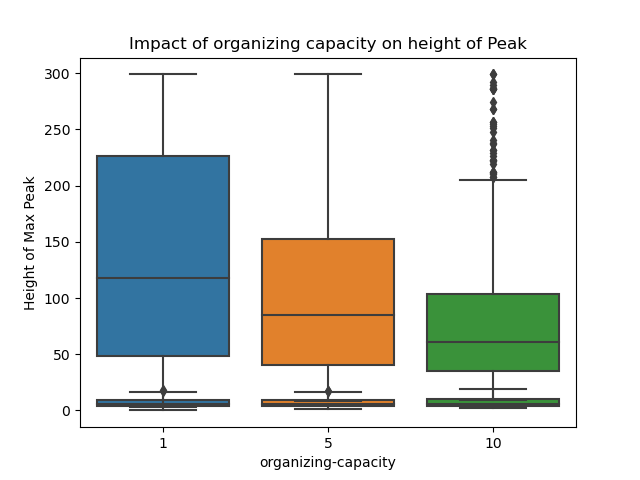 Impact of organizing capacity on height of Peak
Height of Max Peak
300
250
200
150
100
50
0
1 5 10
organizing-capacity